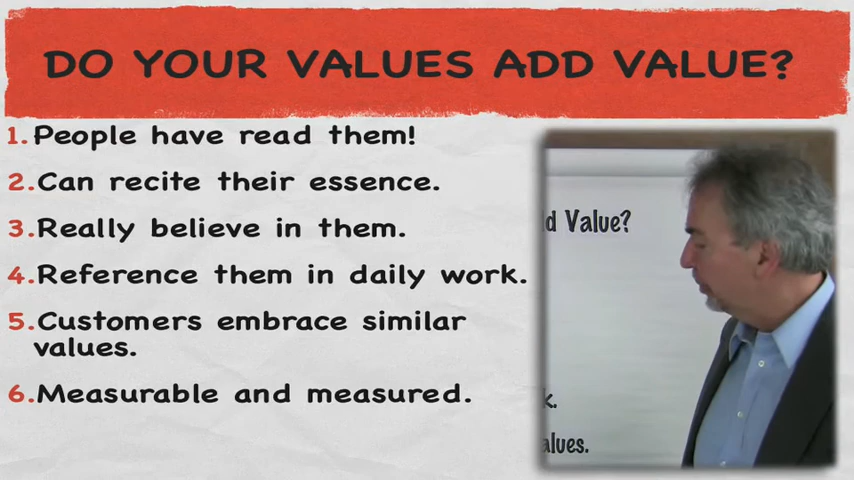 DO YOUR VALUES ADD VALUE?
1. People have read them!
2. Can recite their essence.
3. Really believe in them.
4. Reference them in daily work.
5. Customers embrace similar
values.
6. Measurable and measured.
d Value?
k.
alues.